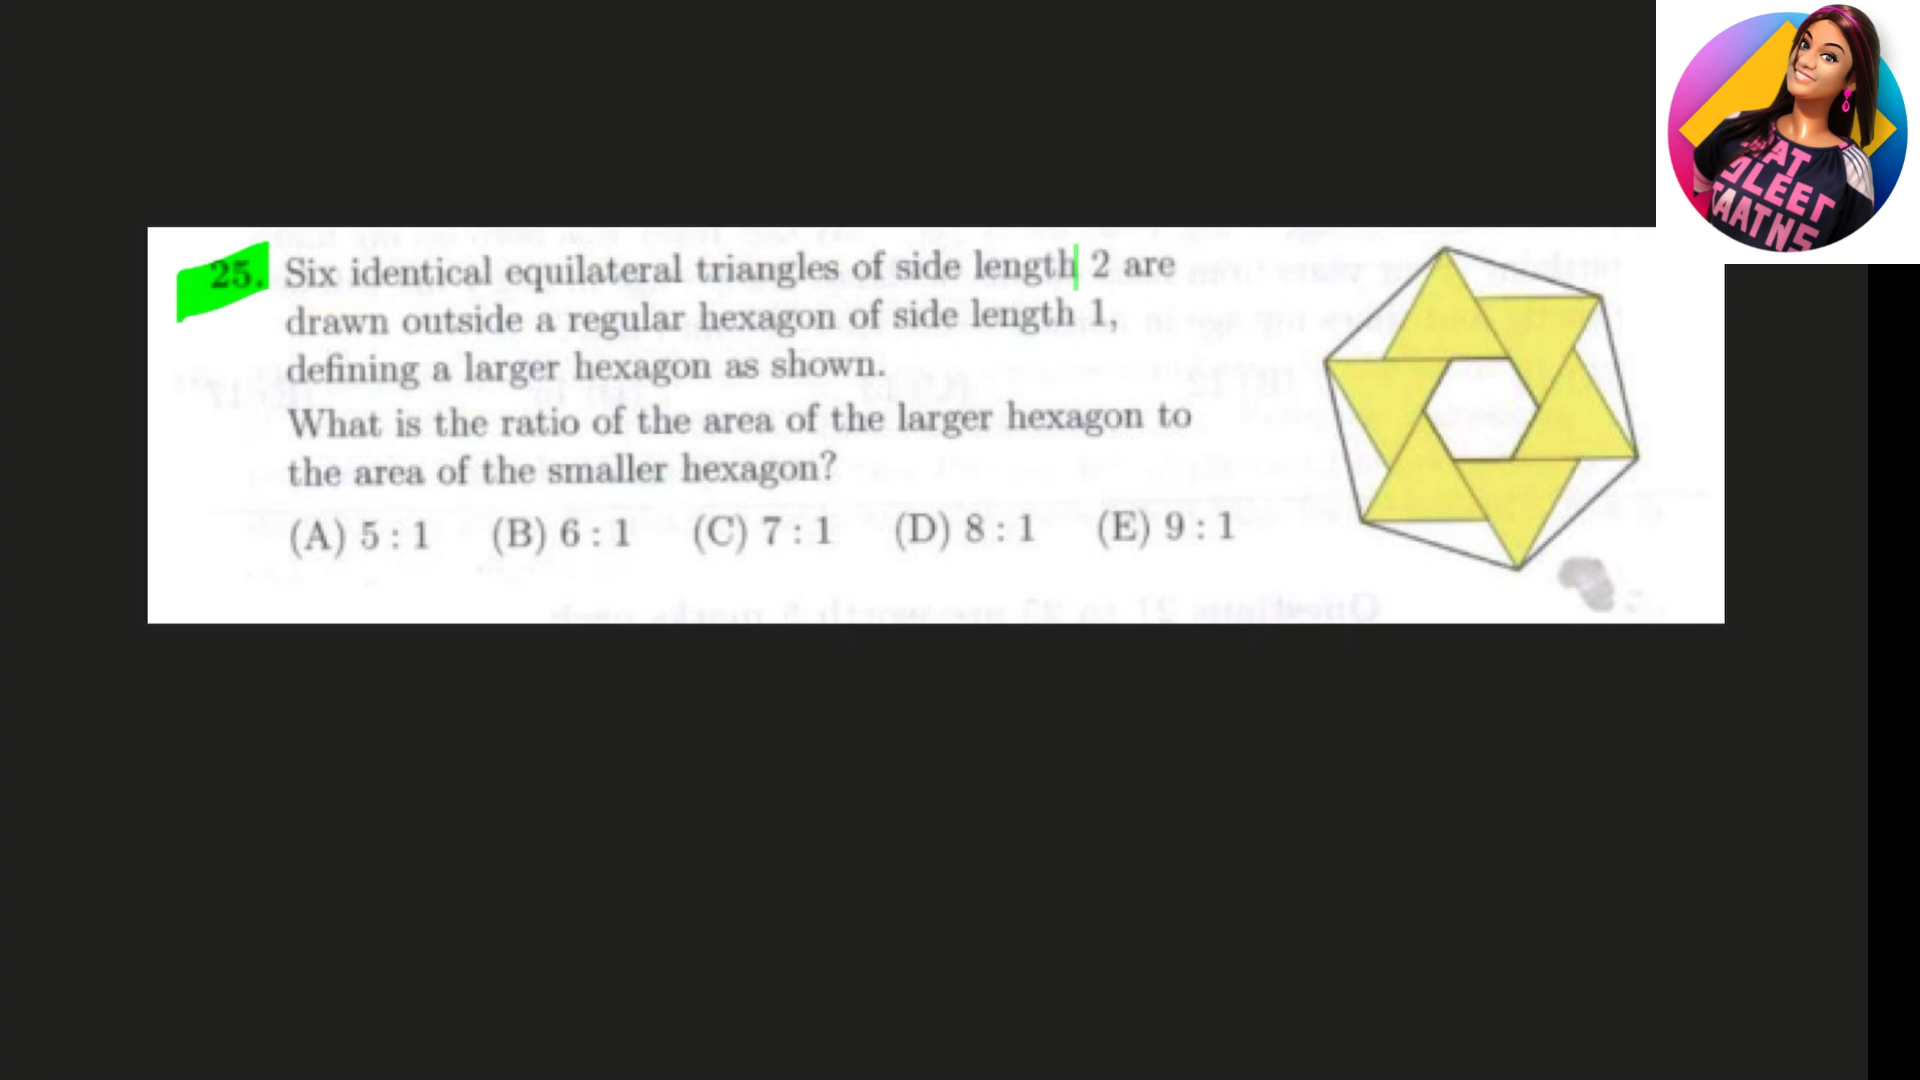 25. Six identical equilateral triangles of side length 2 are
drawn outside a regular hexagon of side length 1,
defining a larger hexagon as shown.
What is the ratio of the area of the larger hexagon to
the area of the smaller hexagon?
(A) 5 : 1 (B) 6 : 1 (C) 7 : 1 (D) 8 : 1 (E) 9 : 1